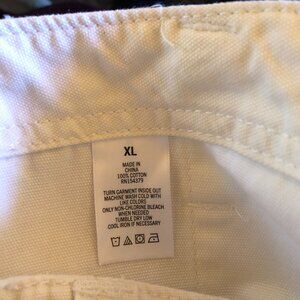 XL
MADE IN
CHINA
100% COTTON
RN154379
TURN GARMENT INSIDE OUT
MACHINE WASH COLD WITH
LIKE COLORS
ONLY NON-CHLORINE BLEACH
WHEN NEEDED
TUMBLE DRY LOW
COOL IRON IF NECESSARY